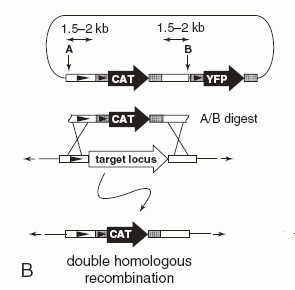 1.5–2 kb 1.5–2 kb
A B
CAT YFP
CAT A/B digest
target locus
CAT
B double homologous
recombination